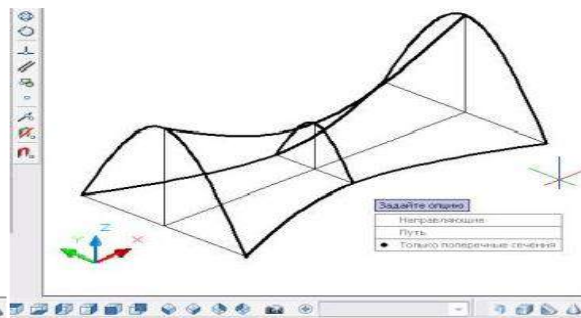 Z
Y
X
Задайте опцию
Направляющие
Путь
Только поперечные сечения